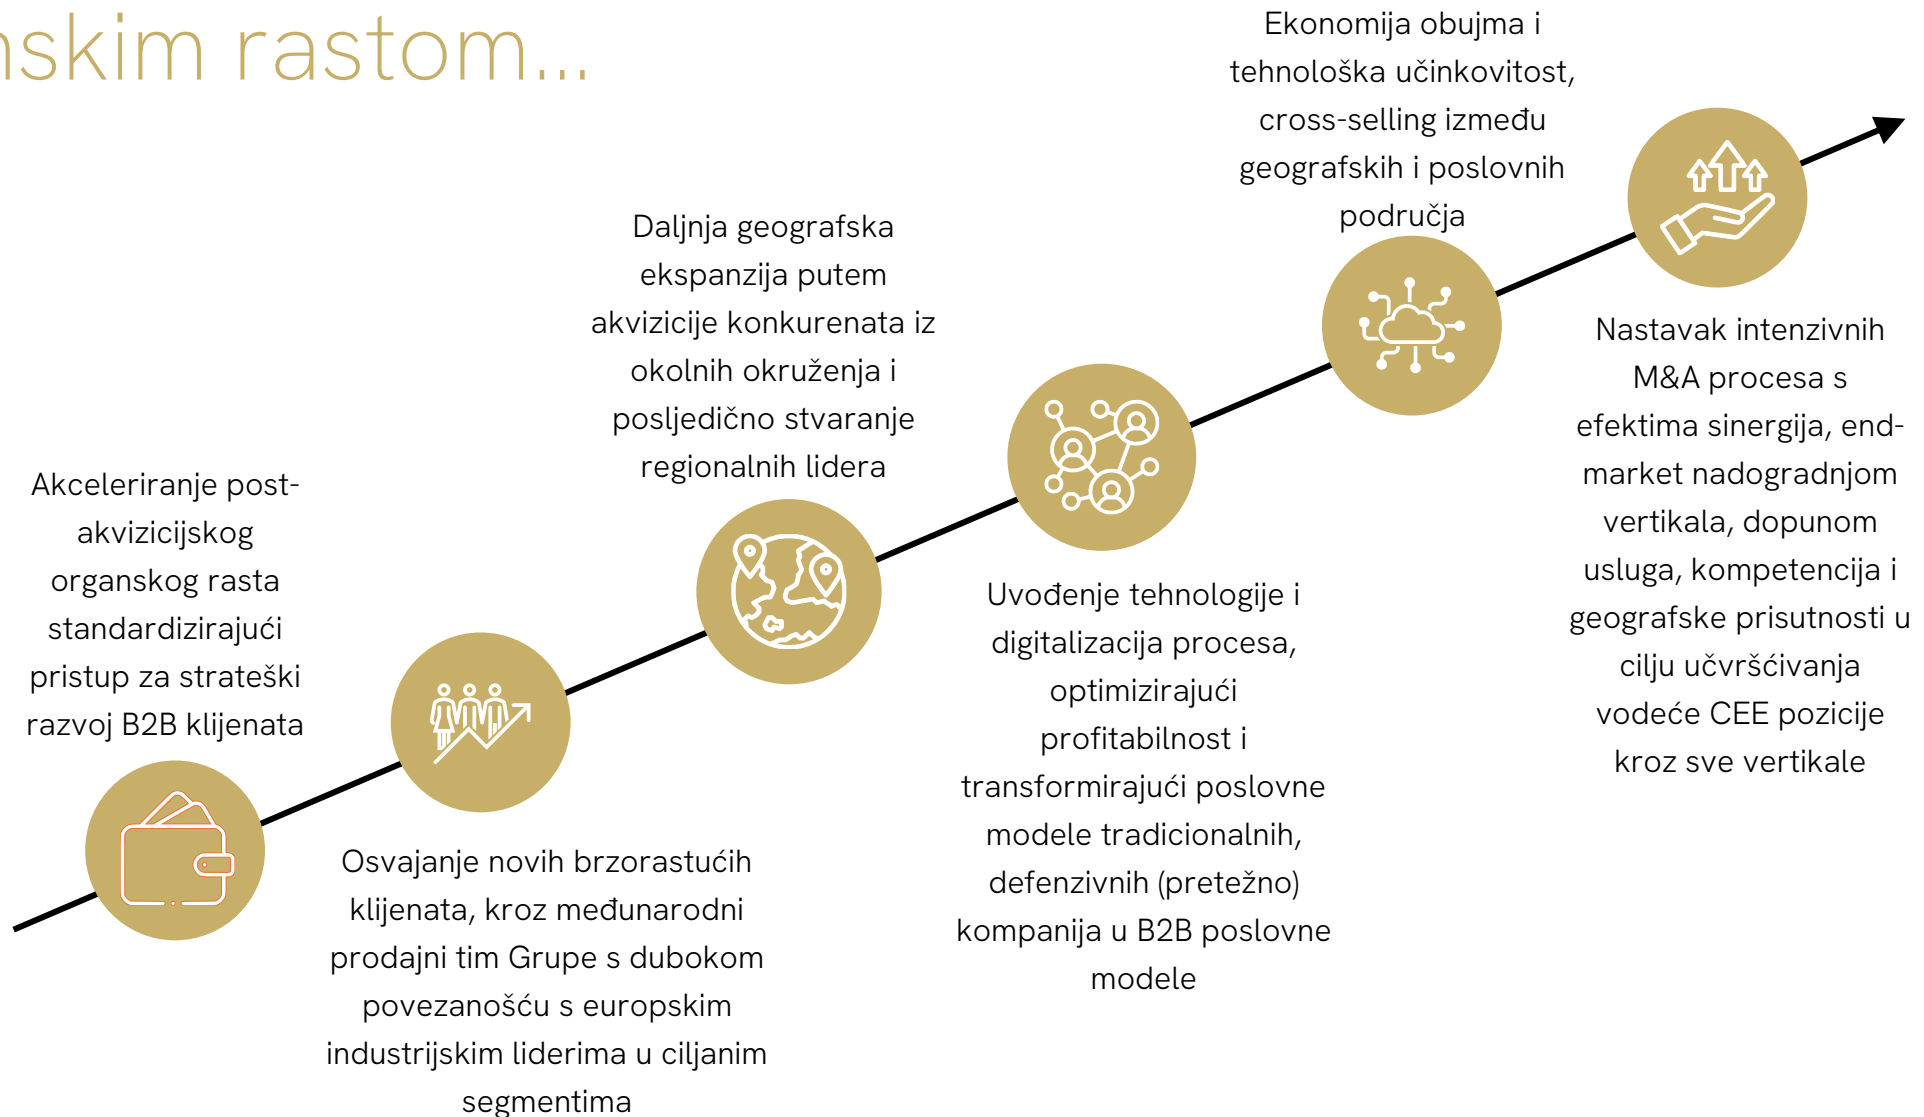 nskim rastom...
Akceleriranje post-
akvizicijskog
organskog rasta
standardizirajući
pristup za strateški
razvoj B2B klijenata
Osvajanje novih brzorastućih
klijenata, kroz međunarodni
prodajni tim Grupe s dubokom
povezanošću s europskim
industrijskim liderima u ciljanim
segmentima
Daljnja geografska
ekspanzija putem
akvizicije konkurenata iz
okolnih okruženja i
posljedično stvaranje
regionalnih lidera
Uvođenje tehnologije i
digitalizacija procesa,
optimizirajući
profitabilnost i
transformirajući poslovne
modele tradicionalnih,
defenzivnih (pretežno)
kompanija u B2B poslovne
modele
Ekonomija obujma i
tehnološka učinkovitost,
cross-selling između
geografskih i poslovnih
područja
Nastavak intenzivnih
M&A procesa s
efektima sinergija, end-
market nadogradnjom
vertikala, dopunom
usluga, kompetencija i
geografske prisutnosti u
cilju učvršćivanja
vodeće CEE pozicije
kroz sve vertikale